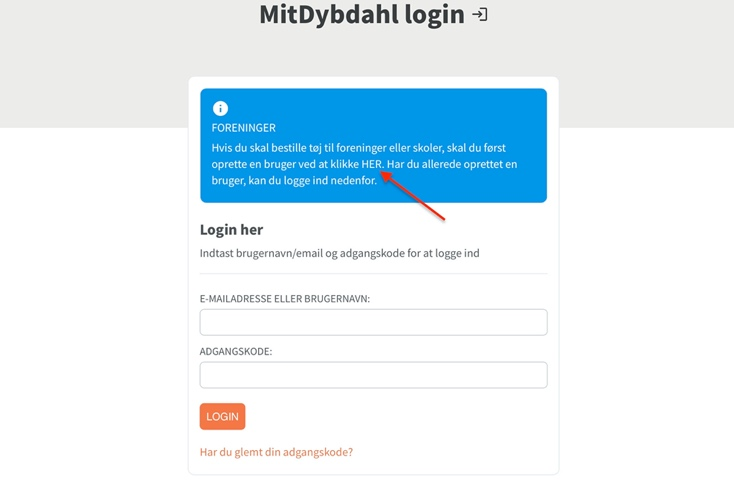 MitDybdahl login
FORENINGER
Hvis du skal bestille tøj til foreninger eller skoler, skal du først
oprette en bruger ved at klikke HER. Har du allerede oprettet en
bruger, kan du logge ind nedenfor.
Login her
Indtast brugernavn/email og adgangskode for at logge ind
E-MAILADRESSE ELLER BRUGERNAVN:
ADGANGSKODE:
LOGIN
Har du glemt din adgangskode?